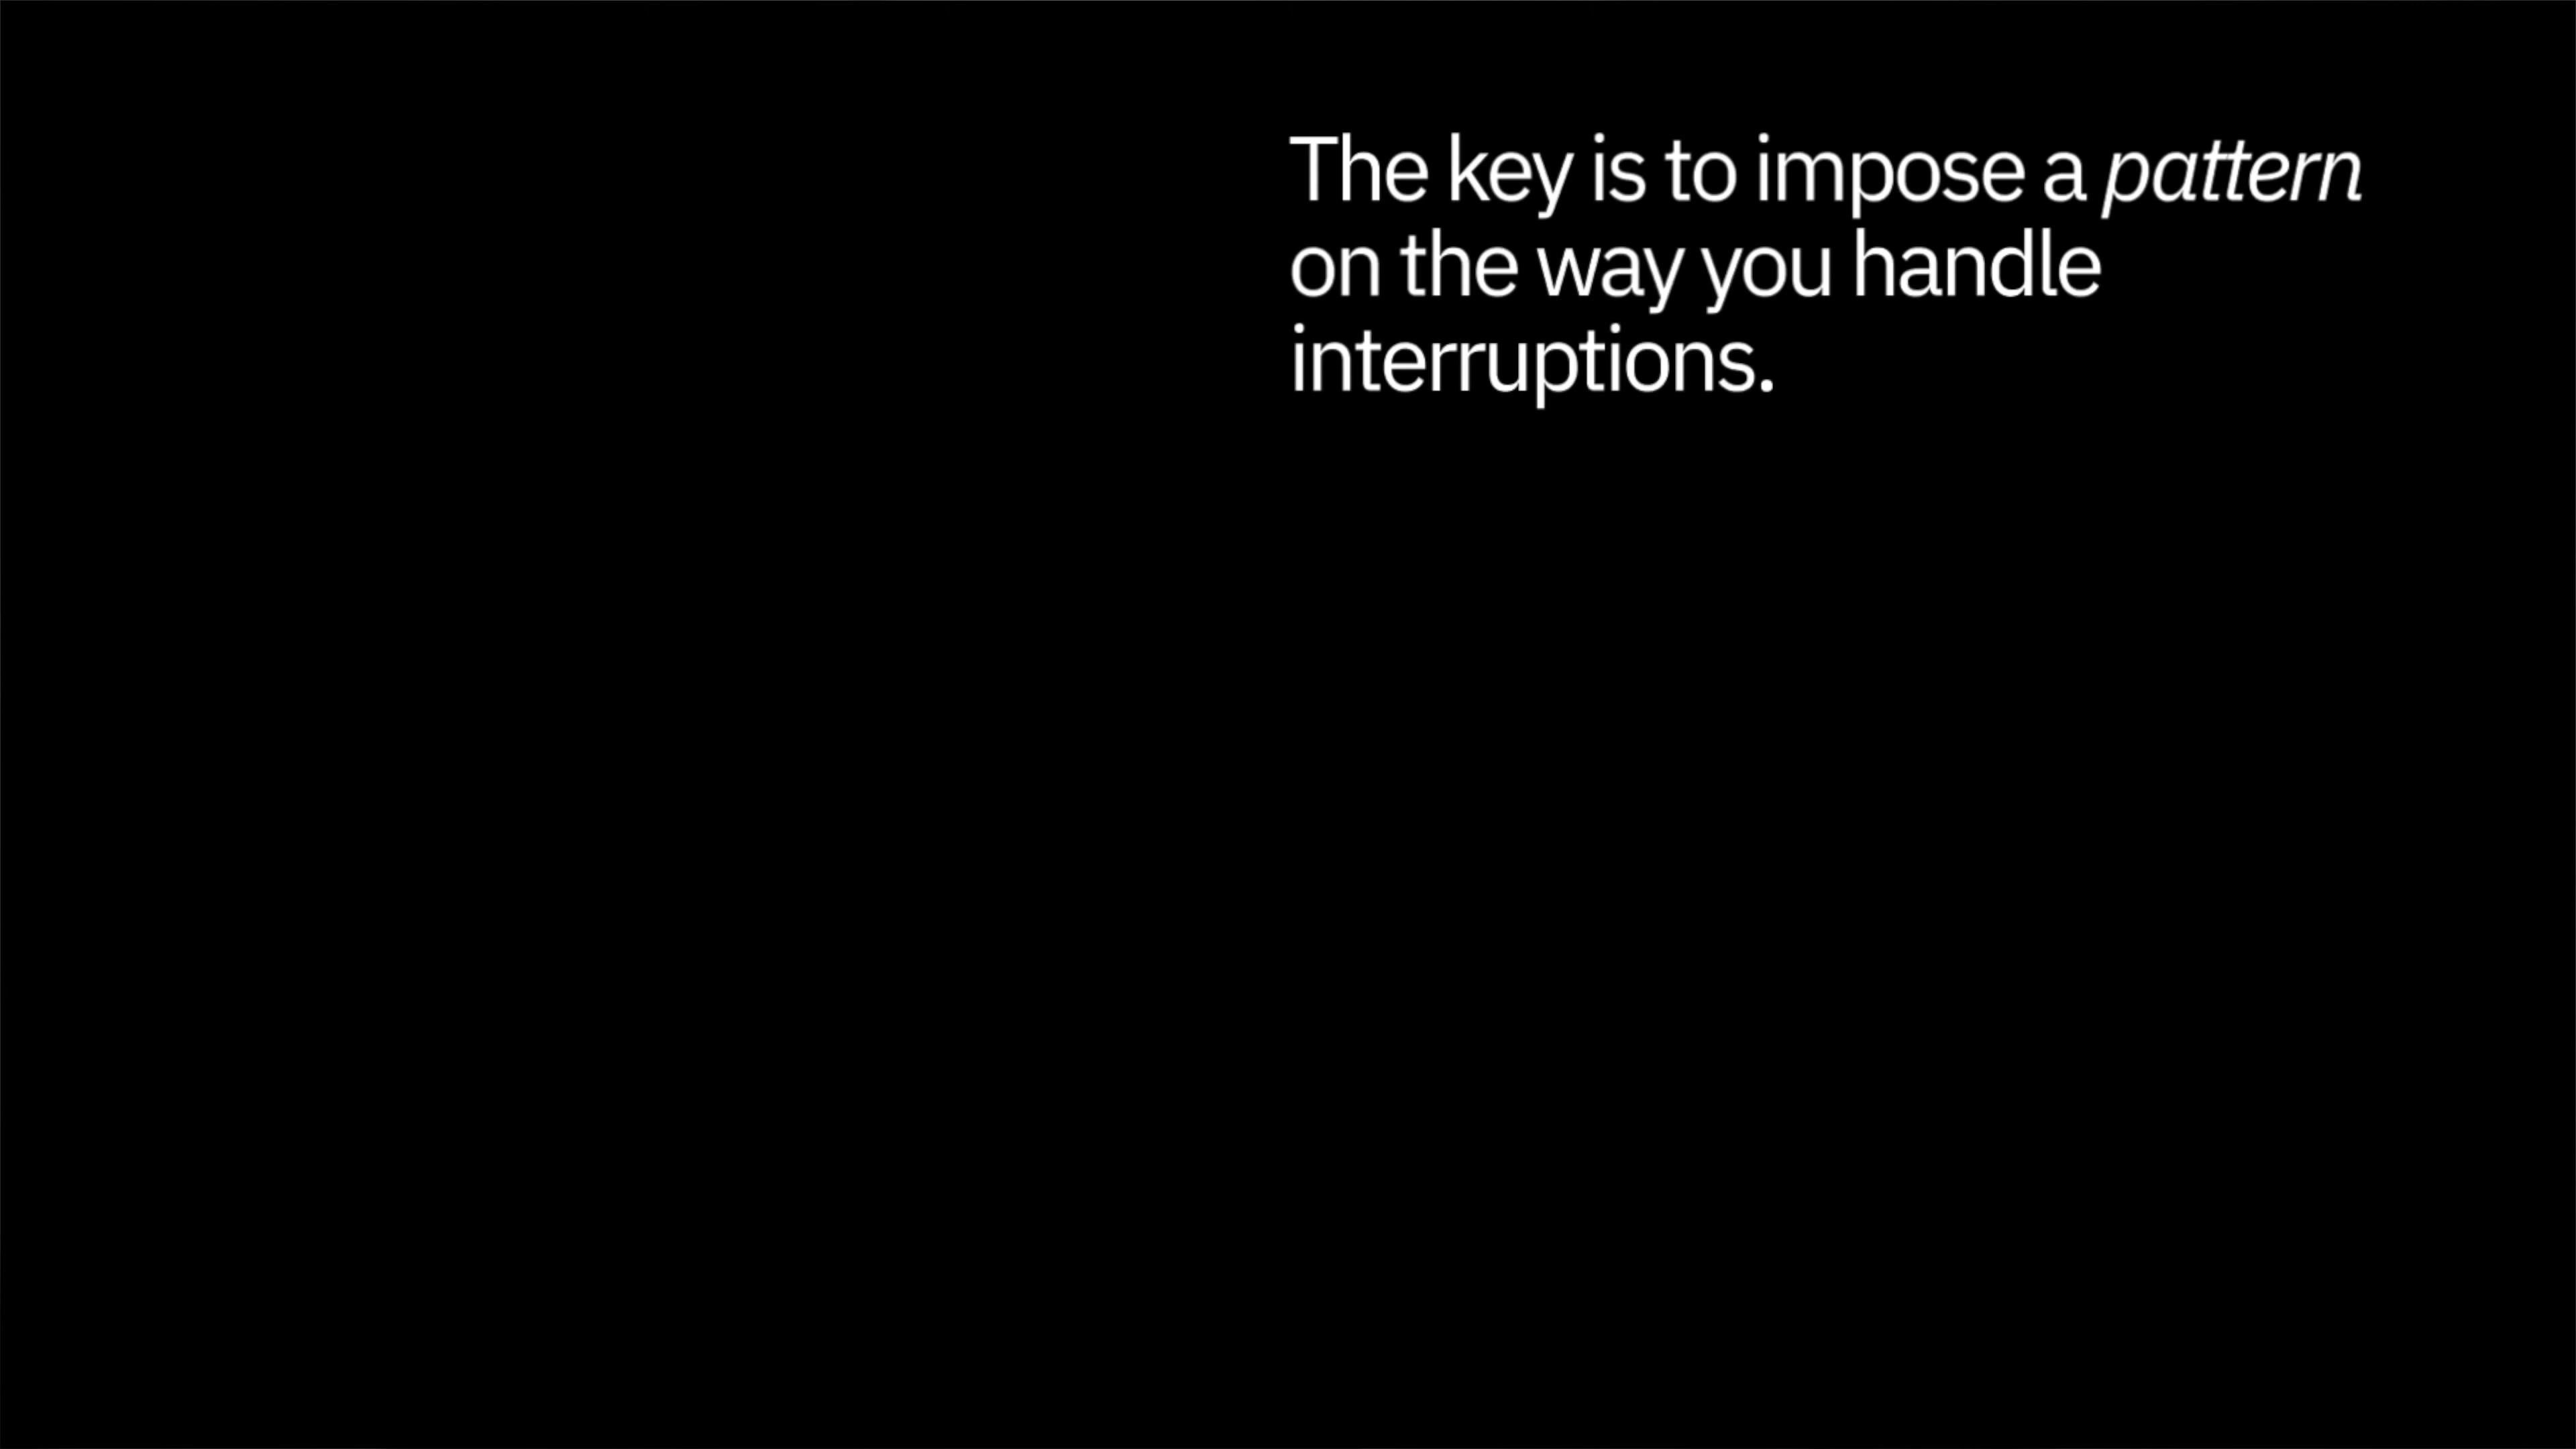 The key is to impose a pattern
on the way you handle
interruptions.